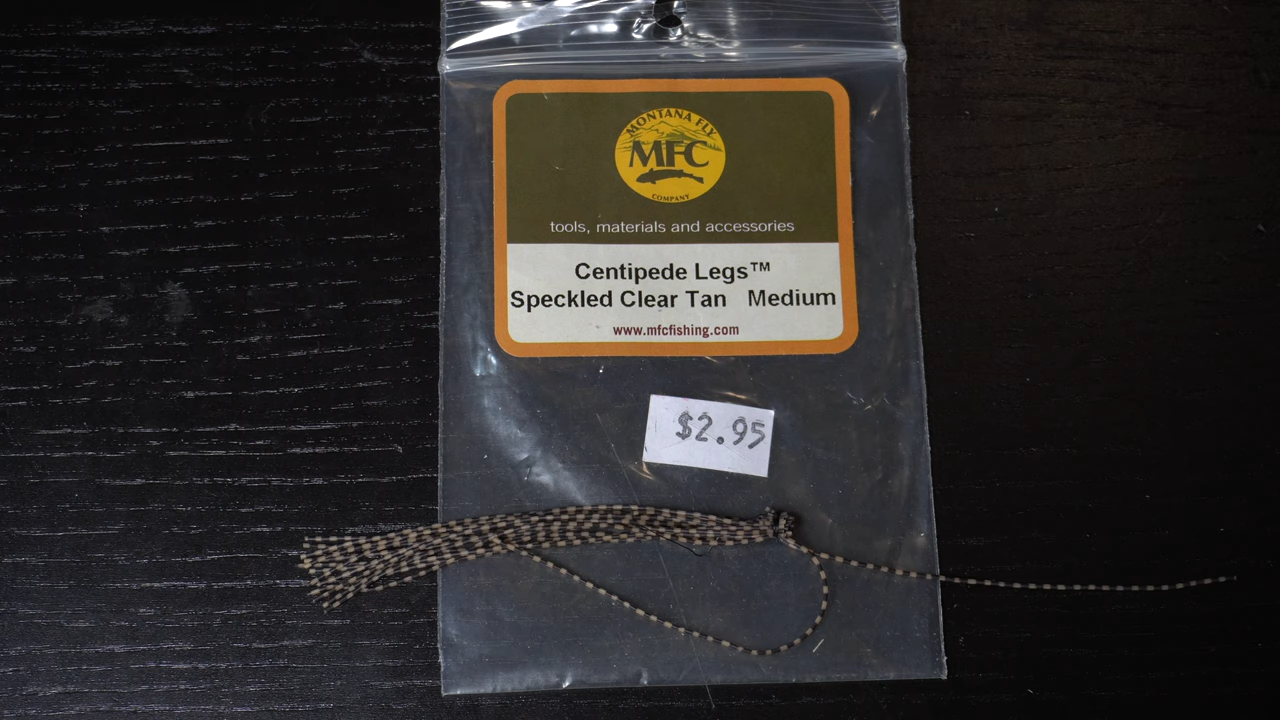 MONTANA FLY
MFC
COMPANY
tools, materials and accessories
Centipede Legs™
Speckled Clear Tan Medium
www.mfcfishing.com
$2.95